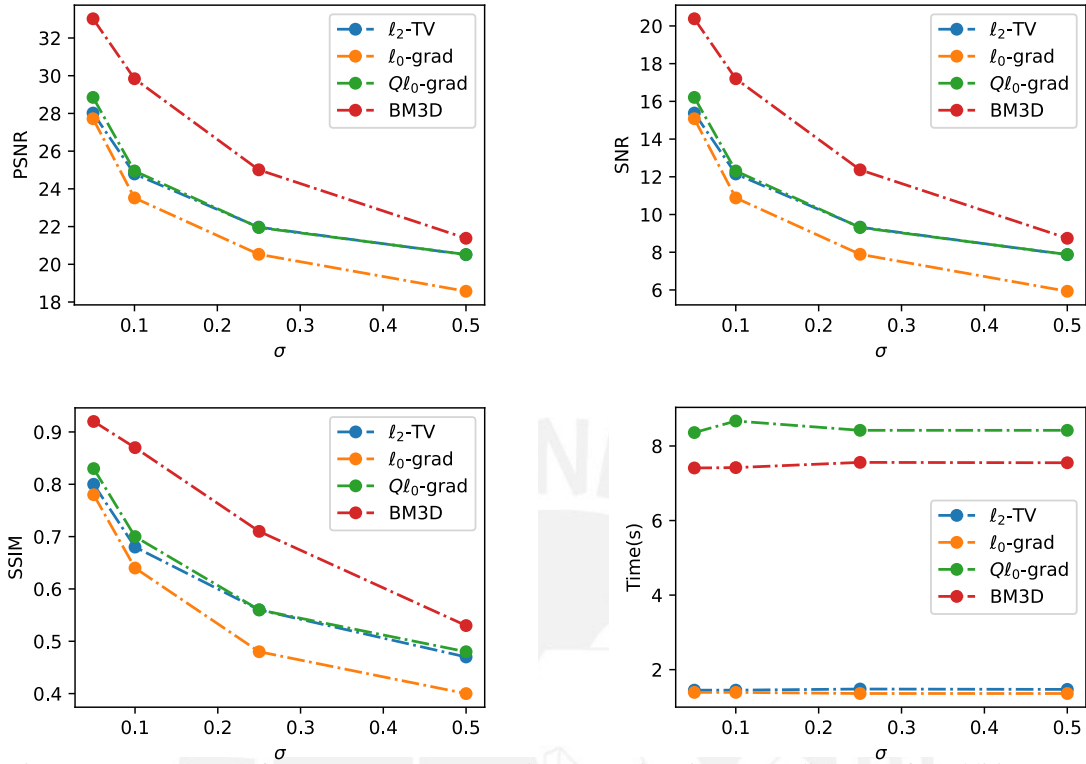 PSNR
32
30
28
26
24
22
20
18
0.1
0.2
0.3
0.4
0.5
σ
ℓ₂-TV
ℓ₀-grad
Qℓ₀-grad
BM3D
SNR
20
18
16
14
12
10
8
6
0.1
0.2
0.3
0.4
0.5
σ
ℓ₂-TV
ℓ₀-grad
Qℓ₀-grad
BM3D
SSIM
0.9
0.8
0.7
0.6
0.5
0.4
0.1
0.2
0.3
0.4
0.5
σ
ℓ₂-TV
ℓ₀-grad
Qℓ₀-grad
BM3D
Time(s)
8
6
4
2
0.1
0.2
0.3
0.4
0.5
σ
ℓ₂-TV
ℓ₀-grad
Qℓ₀-grad
BM3D